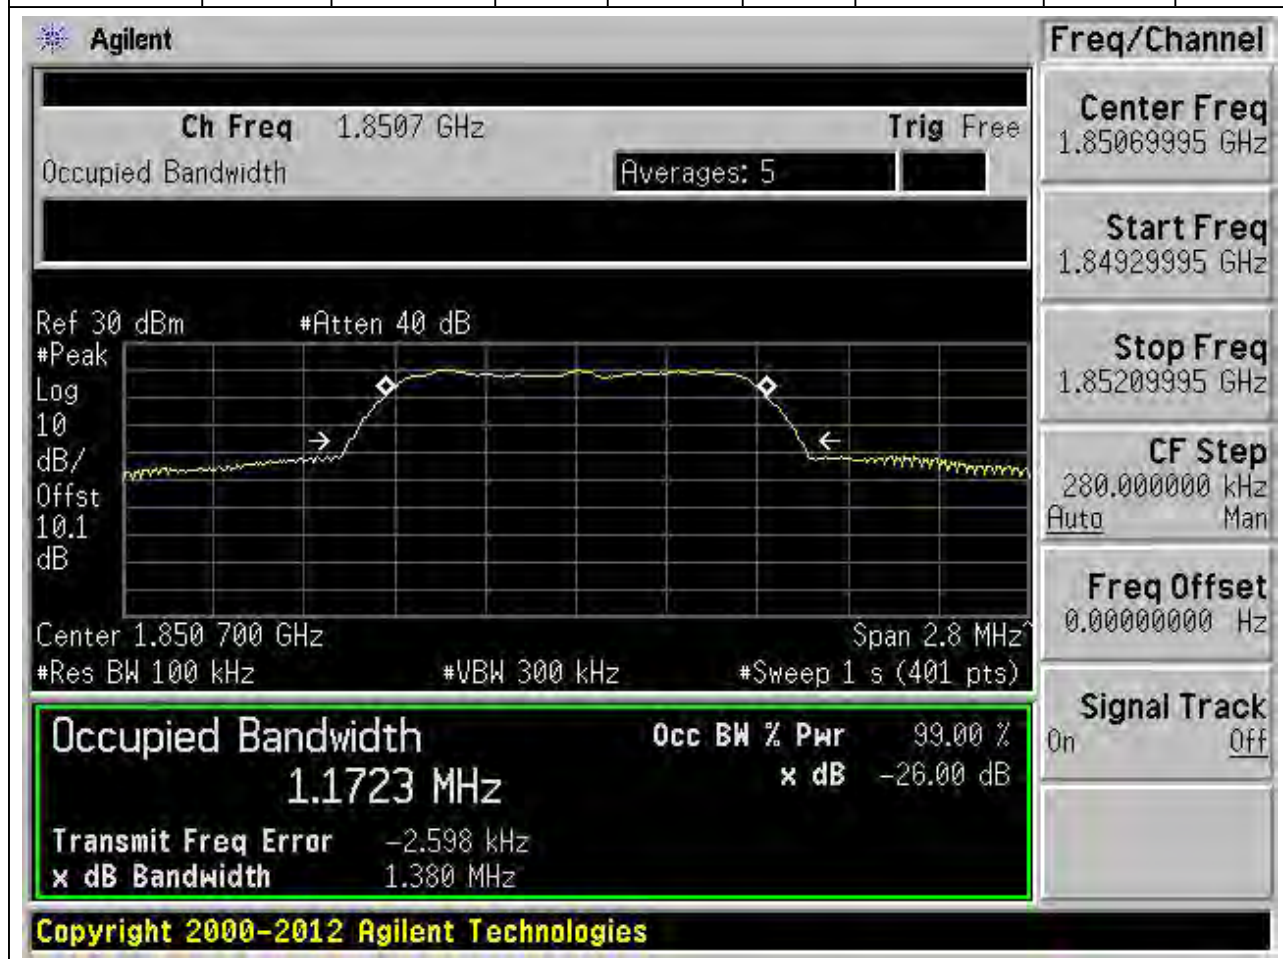 Agilent
Freq/Channel
Ch Freq 1.8507 GHz Trig Free
Occupied Bandwidth Averages: 5
Center Freq
1.85069995 GHz
Start Freq
1.84929995 GHz
Stop Freq
1.85209995 GHz
CF Step
280.000000 kHz
Auto Man
Freq Offset
0.00000000 Hz
Signal Track
On Off
Ref 30 dBm #Atten 40 dB
#Peak
Log
10
dB/
Offst
10.1
dB
Center 1.850 700 GHz Span 2.8 MHz^
#Res BW 100 kHz #VBW 300 kHz #Sweep 1 s (401 pts)
Occupied Bandwidth Occ BW % Pwr 99.00 %
1.1723 MHz x dB -26.00 dB
Transmit Freq Error -2.598 kHz
x dB Bandwidth 1.380 MHz
Copyright 2000-2012 Agilent Technologies